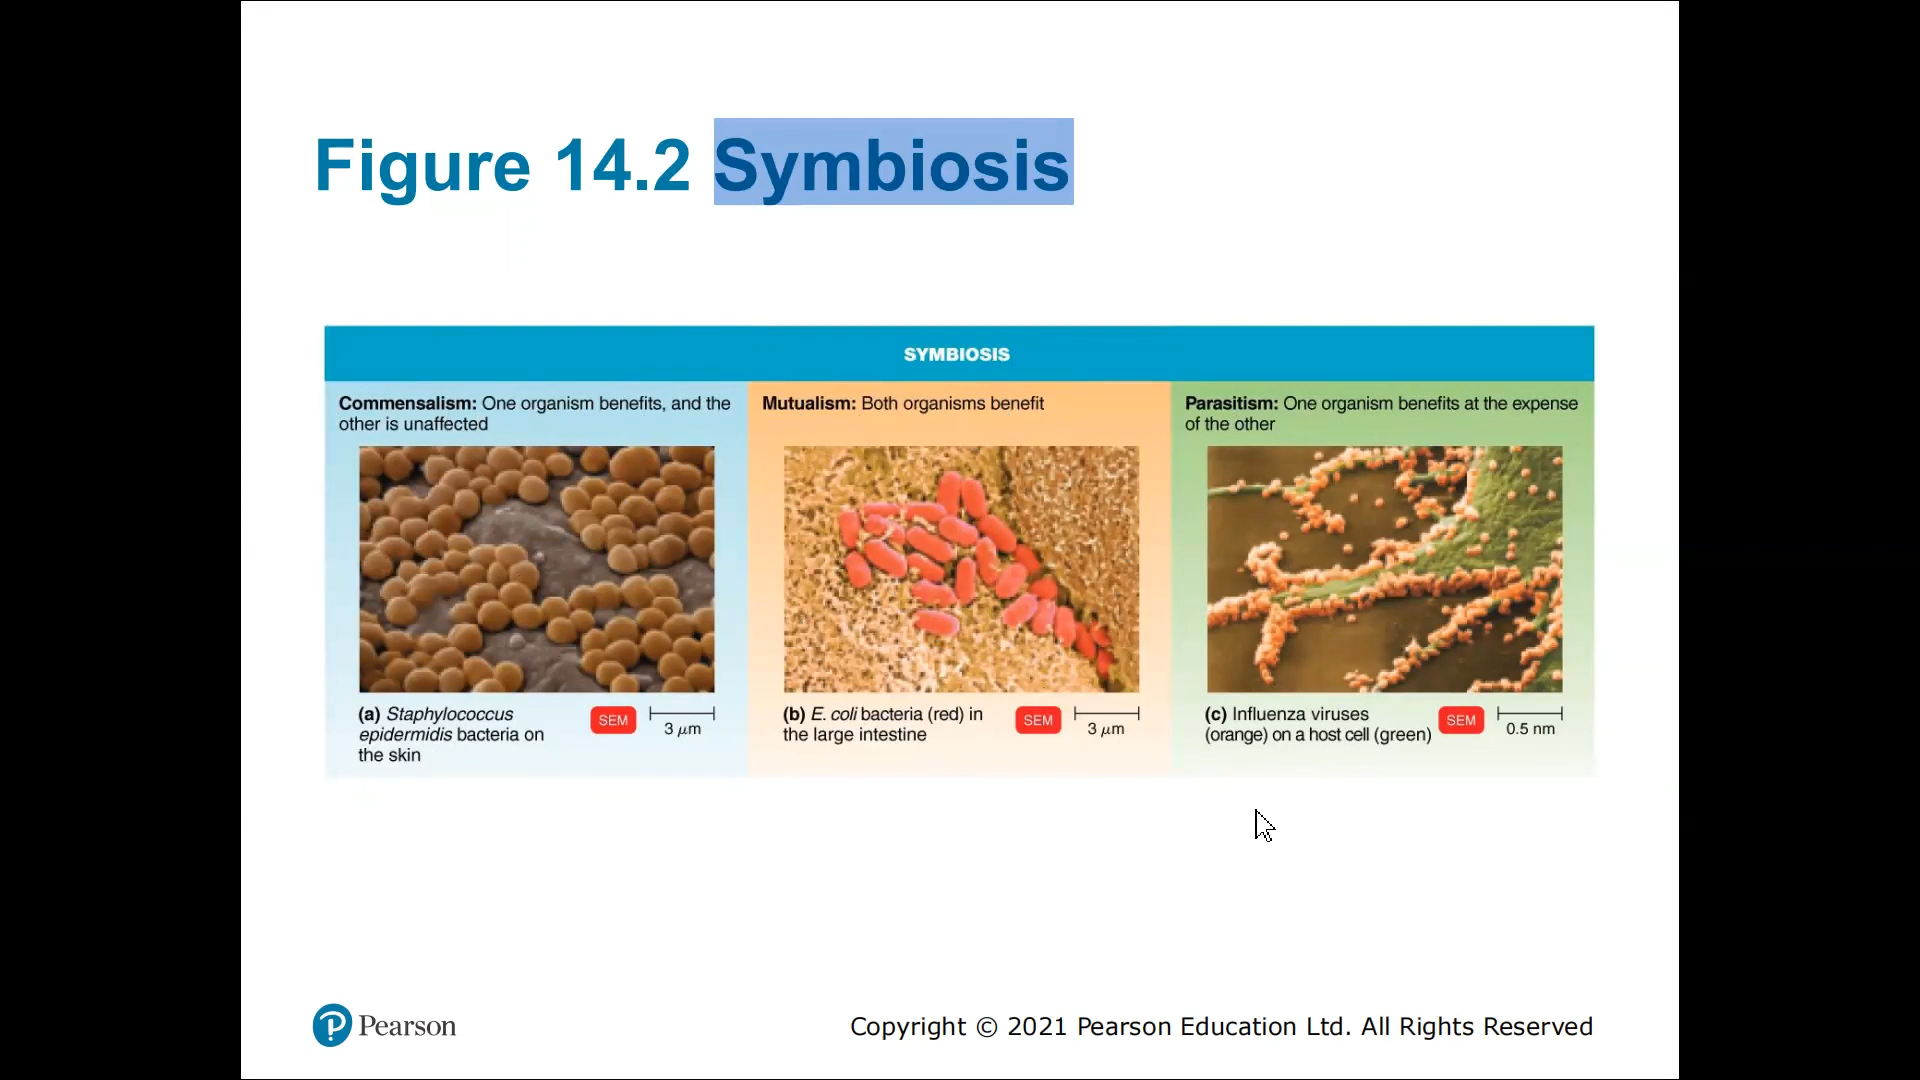 Figure 14.2 Symbiosis
SYMBIOSIS
Commensalism: One organism benefits, and the
other is unaffected
(a) Staphylococcus
epidermidis bacteria on
the skin
SEM
3 μm
Mutualism: Both organisms benefit
(b) E. coli bacteria (red) in
the large intestine
SEM
3 μm
Parasitism: One organism benefits at the expense
of the other
(c) Influenza viruses
(orange) on a host cell (green)
SEM
0.5 nm
Pearson
Copyright © 2021 Pearson Education Ltd. All Rights Reserved